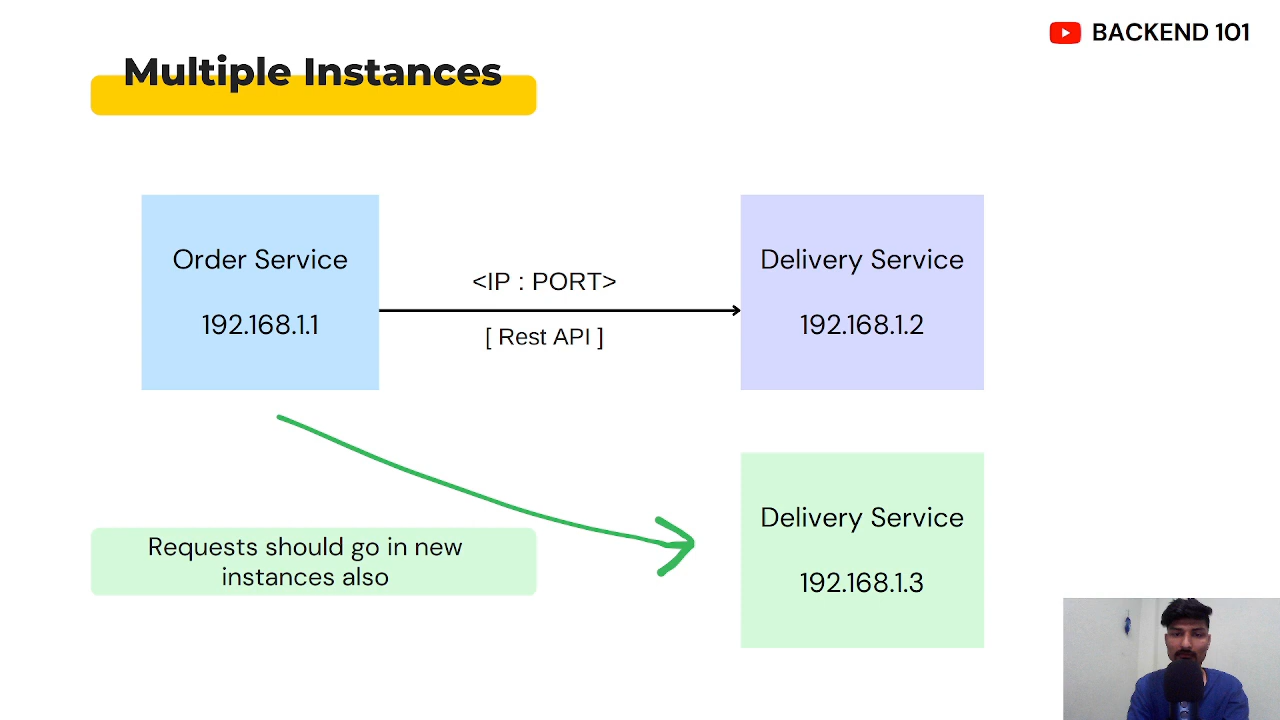 BACKEND 101
Multiple Instances
Order Service
192.168.1.1
<IP : PORT>
[ Rest API ]
Delivery Service
192.168.1.2
Requests should go in new
instances also
Delivery Service
192.168.1.3